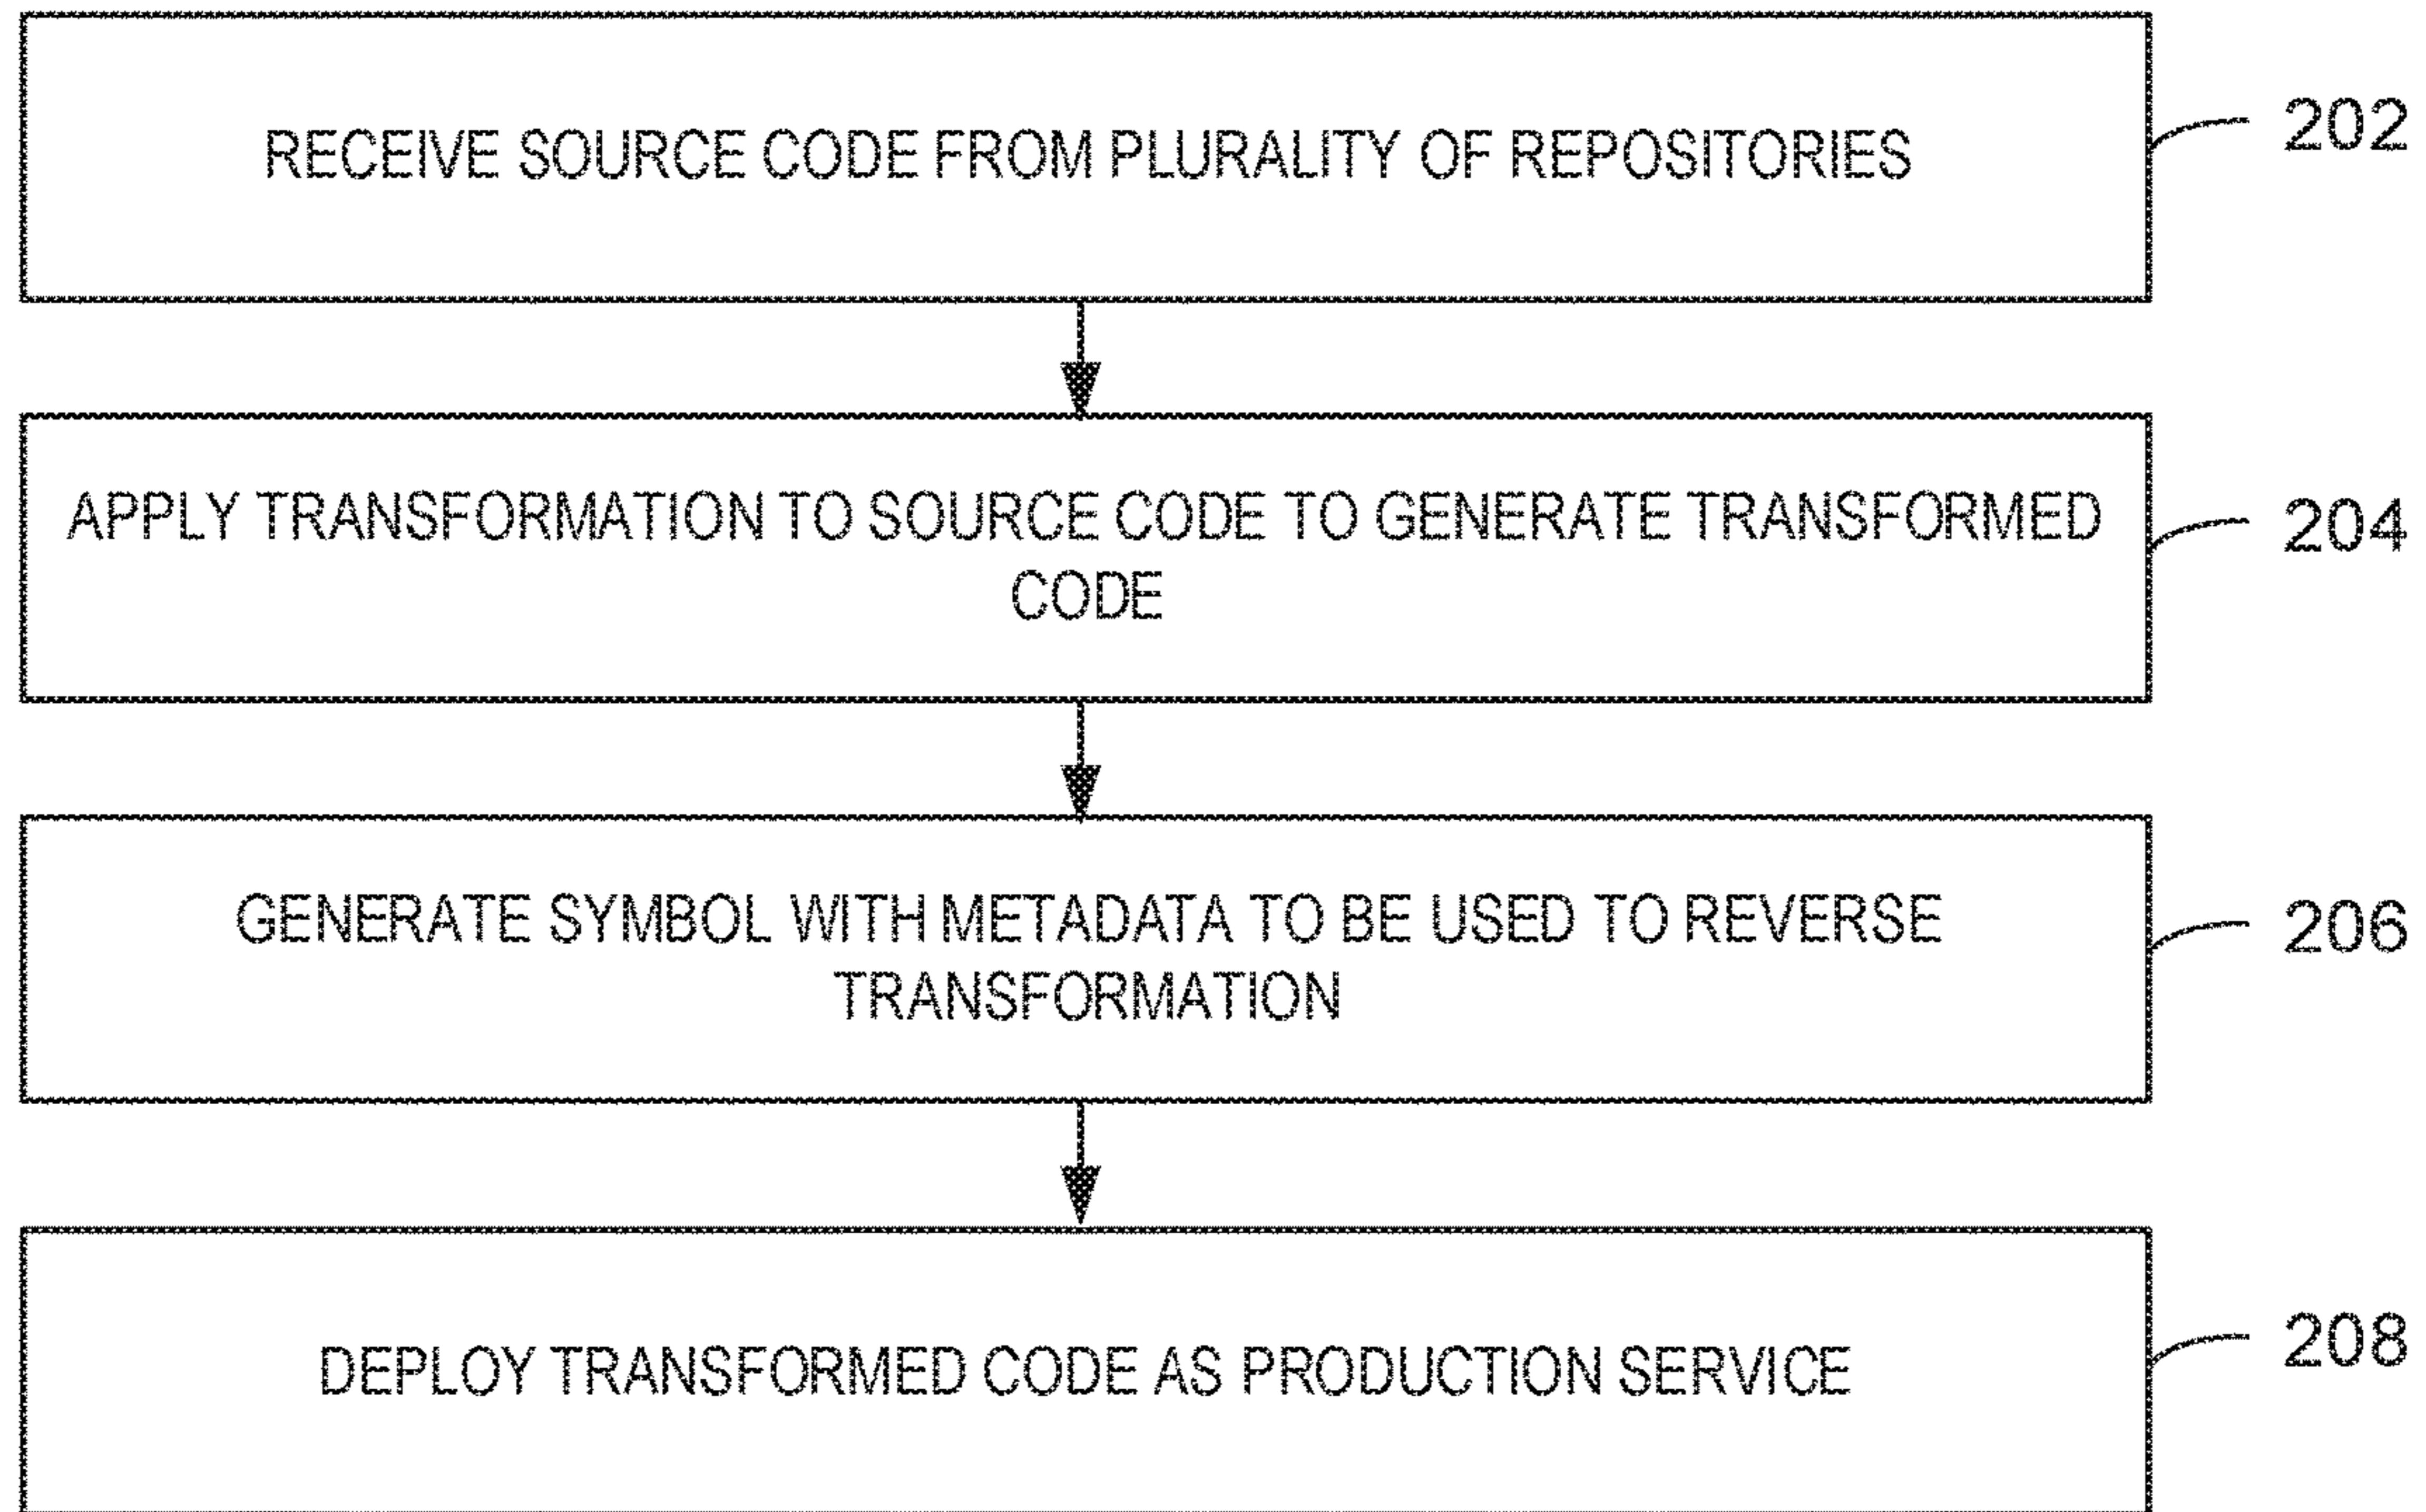 RECEIVE SOURCE CODE FROM PLURALITY OF REPOSITORIES
202
APPLY TRANSFORMATION TO SOURCE CODE TO GENERATE TRANSFORMED
CODE
204
GENERATE SYMBOL WITH METADATA TO BE USED TO REVERSE
TRANSFORMATION
206
DEPLOY TRANSFORMED CODE AS PRODUCTION SERVICE
208